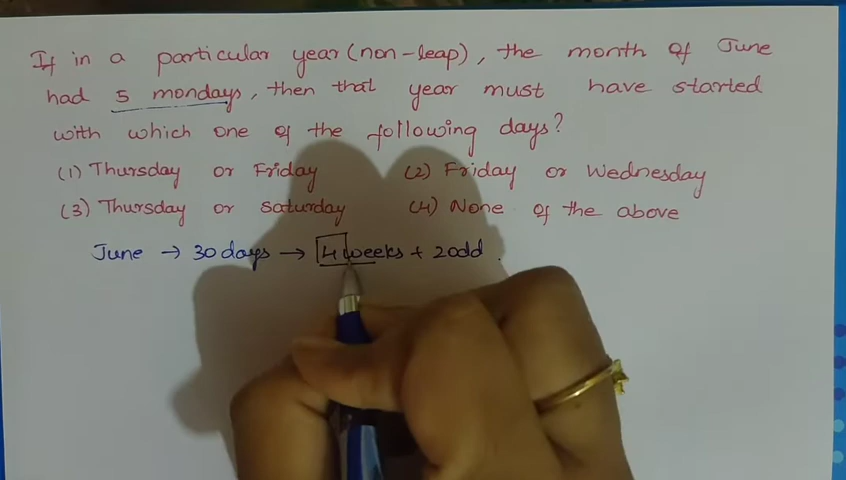 If in a particular year (non-leap), the month of June
had 5 mondays, then that year must have started
with which one of the following days?
(1) Thursday or Friday (2) Friday or Wednesday
(3) Thursday or Saturday (4) None of the above
June → 30 days → 4 weeks + 2 odd